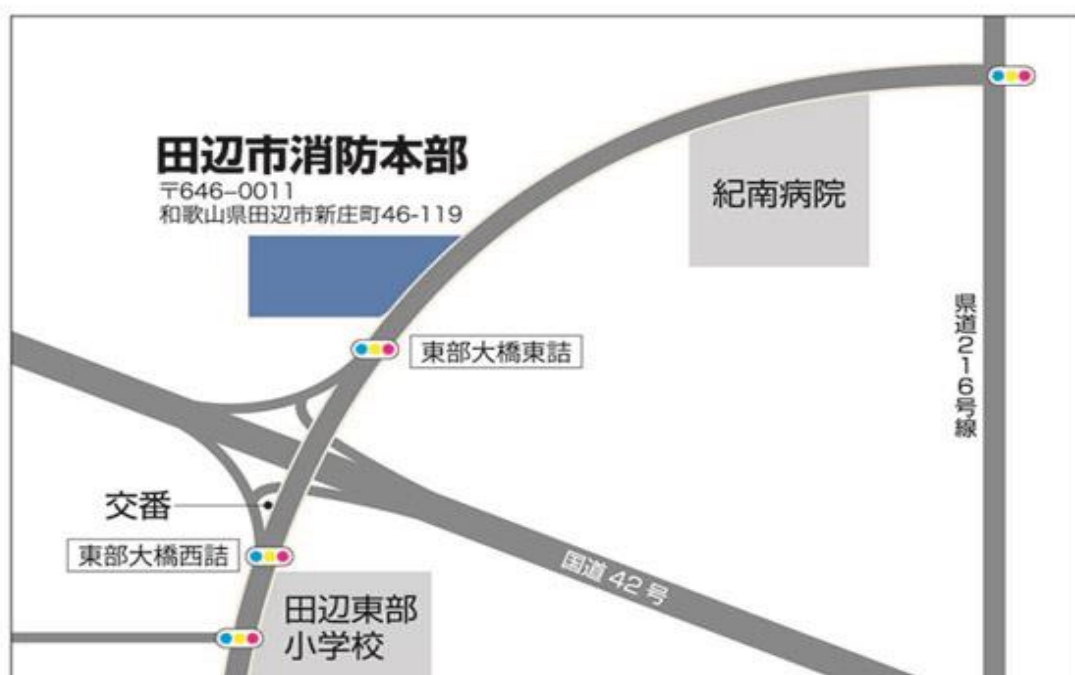 田辺市消防本部
〒646-0011
和歌山県田辺市新庄町46-119
紀南病院
県道216号線
東部大橋東詰
交番
東部大橋西詰
国道42号
田辺東部
小学校